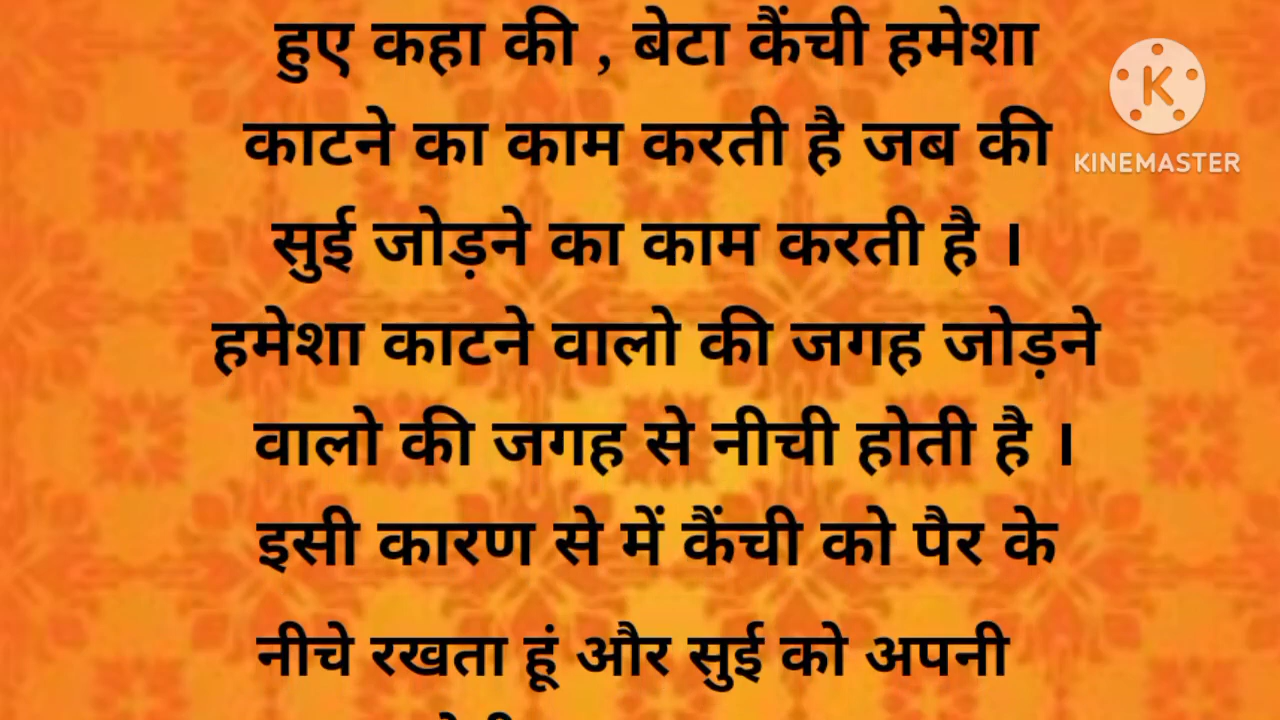 हुए कहा की , बेटा कैंची हमेशा
काटने का काम करती है जब की
सुई जोड़ने का काम करती है ।
हमेशा काटने वालो की जगह जोड़ने
वालो की जगह से नीची होती है ।
इसी कारण से में कैंची को पैर के
नीचे रखता हूं और सुई को अपनी
K
KINEMASTER